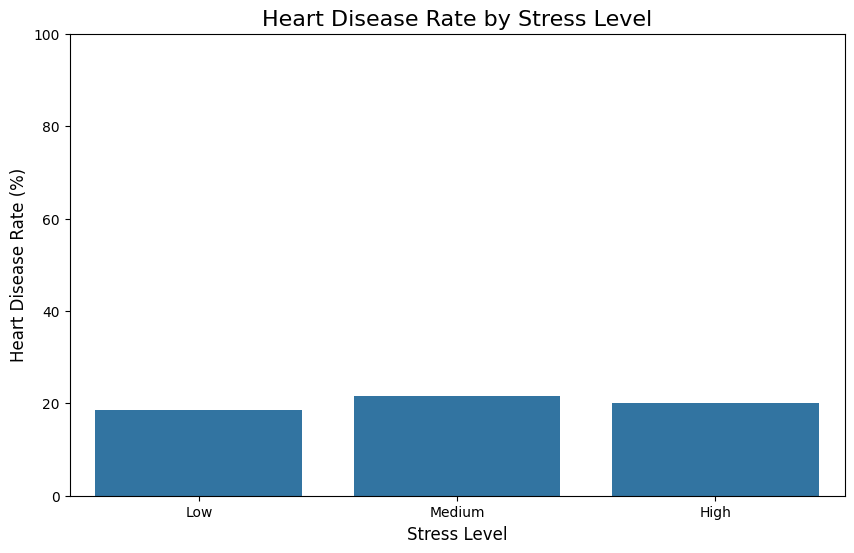 Heart Disease Rate by Stress Level
100
80
60
40
20
0
Heart Disease Rate (%)
Low Medium High
Stress Level